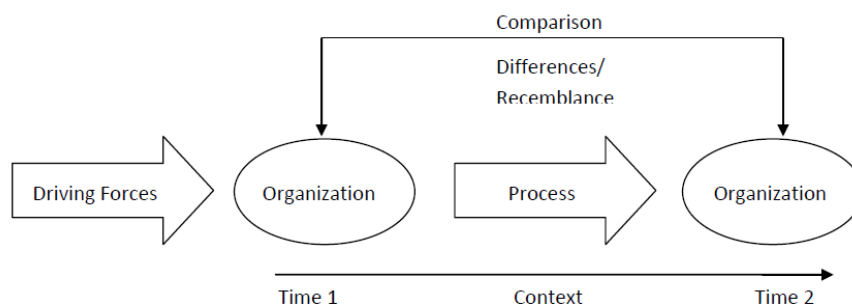 Comparison
Differences/
Recemblance
Driving Forces
Organization
Process
Organization
Time 1
Context
Time 2